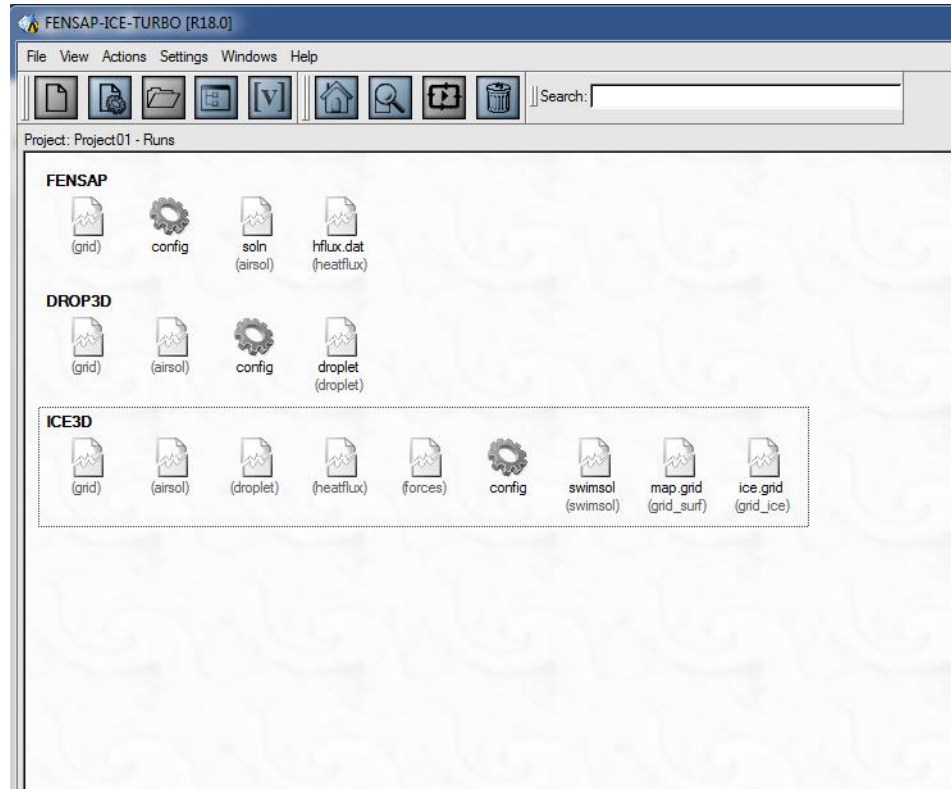 FENSAP-ICE-TURBO [R18.0]
File View Actions Settings Windows Help
[V] Search:
Project: Project01 - Runs
FENSAP
(grid) config soln hflux.dat
(airsol) (heatflux)
DROP3D
(grid) (airsol) config droplet
(droplet)
ICE3D
(grid) (airsol) (droplet) (heatflux) (forces) config swimsol map.grid ice.grid
(swimsol) (grid_surf) (grid_ice)